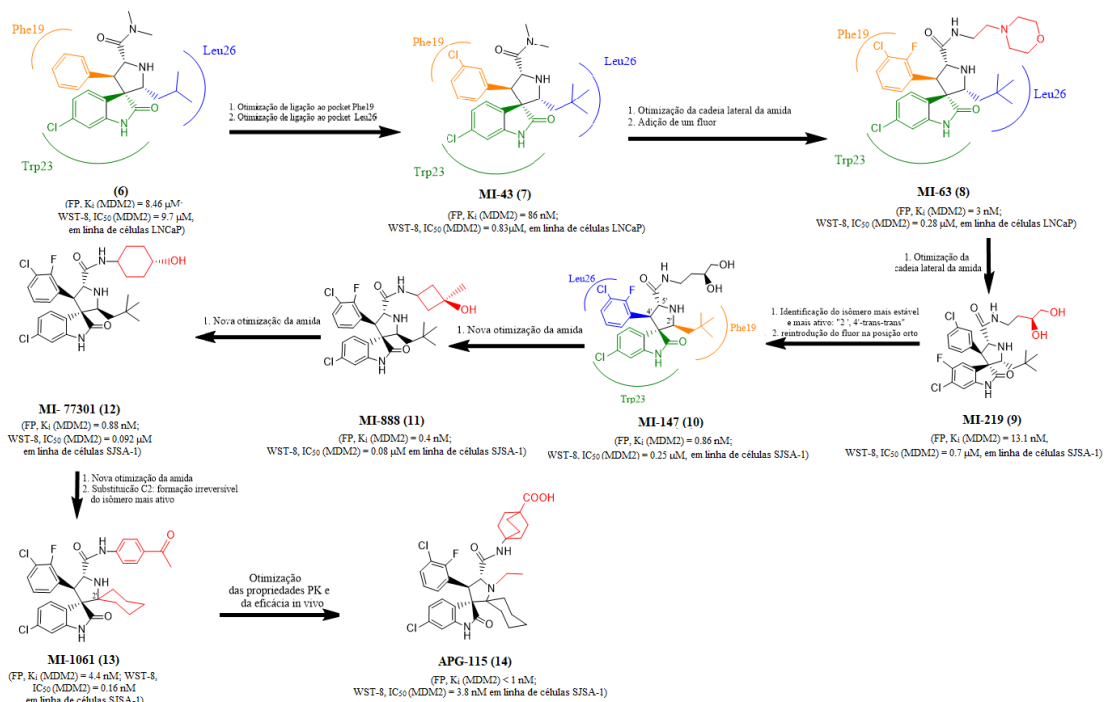 Phe19
Leu26
Trp23
(6)
(FP, Ki (MDM2) = 8.46 µM;
WST-8, IC50 (MDM2) = 9.7 µM,
em linha de células LNCaP)
1. Otimização de ligação ao pocket Phe19
2. Otimização de ligação ao pocket Leu26
Phe19
Leu26
Trp23
MI-43 (7)
(FP, Ki (MDM2) = 86 nM;
WST-8, IC50 (MDM2) = 0.83µM, em linha de células LNCaP)
1. Otimização da cadeia lateral da amida
2. Adição de um fluor
Phe19
Leu26
Trp23
MI-63 (8)
(FP, Ki (MDM2) = 3 nM;
WST-8, IC50 (MDM2) = 0.28 µM, em linha de células LNCaP)
1. Otimização da
cadeia lateral da amida
MI-219 (9)
(FP, Ki (MDM2) = 13.1 nM,
WST-8, IC50 (MDM2) = 0.7 µM, em linha de células SJSA-1)
1. Identificação do isômero mais estável
e mais ativo: "2', 4'-trans-trans"
2. reintrodução do fluor na posição orto
Leu26
Phe19
Trp23
5'
4'
2'
MI-147 (10)
(FP, Ki (MDM2) = 0.86 nM;
WST-8, IC50 (MDM2) = 0.25 µM, em linha de células SJSA-1)
1. Nova otimização da amida
MI-888 (11)
(FP, Ki (MDM2) = 0.4 nM;
WST-8, IC50 (MDM2) = 0.08 µM em linha de células SJSA-1)
1. Nova otimização da amida
MI- 77301 (12)
(FP, Ki (MDM2) = 0.88 nM;
WST-8, IC50 (MDM2) = 0.092 µM
em linha de células SJSA-1)
1. Nova otimização da amida
2. Substituicão C2: formação irreversível
do isômero mais ativo
2'
MI-1061 (13)
(FP, Ki (MDM2) = 4.4 nM; WST-8,
IC50 (MDM2) = 0.16 nM
em linha de células SJSA-1)
Otimização
das propriedades PK e
da eficácia in vivo
COOH
APG-115 (14)
(FP, Ki (MDM2) < 1 nM;
WST-8, IC50 (MDM2) = 3.8 nM em linha de células SJSA-1)